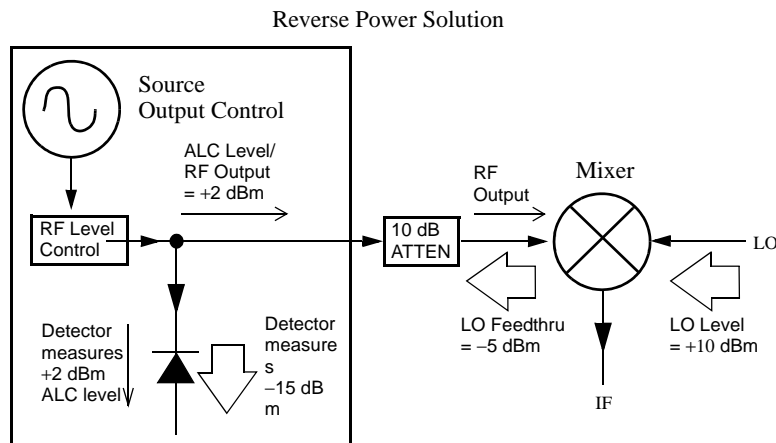 Reverse Power Solution
Source
Output Control
ALC Level/
RF Output
= +2 dBm
RF Level
Control
10 dB
ATTEN
RF
Output
Mixer
LO
LO Feedthru
= −5 dBm
LO Level
= +10 dBm
Detector
measures
+2 dBm
ALC level
Detector
measure
s
−15 dB
m
IF